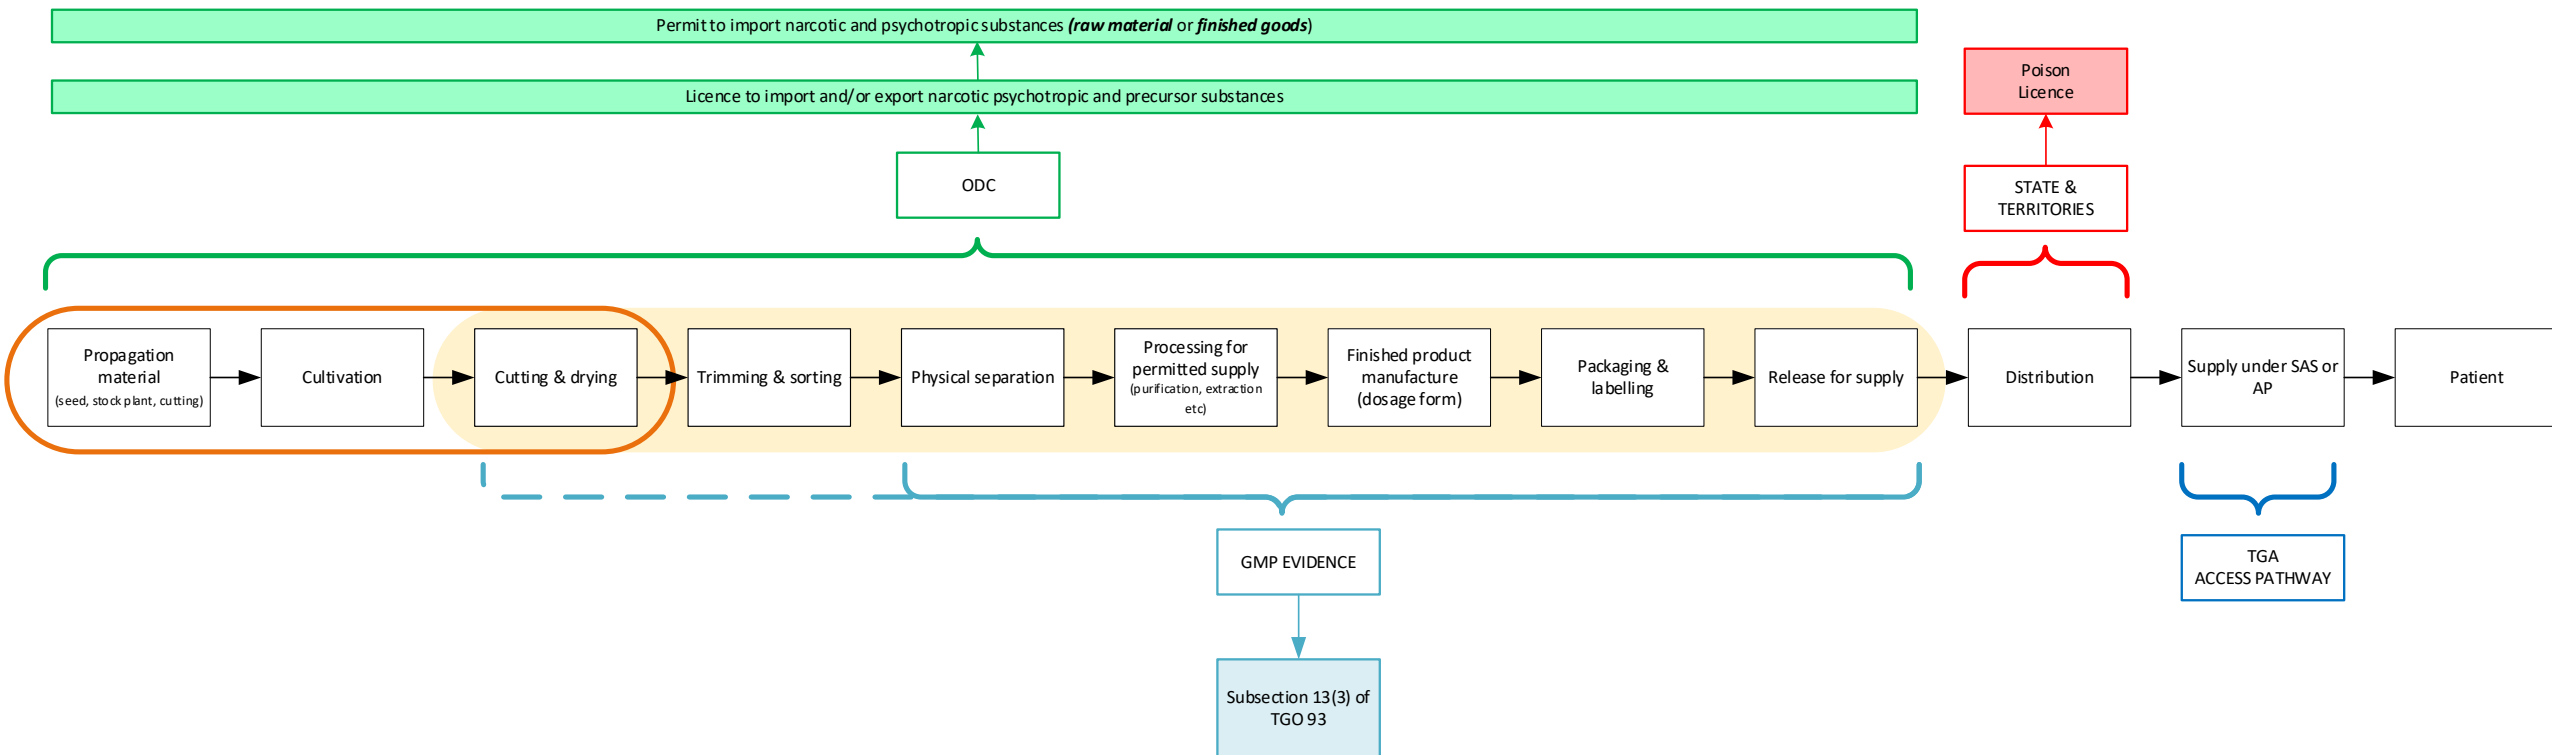 Permit to import narcotic and psychotropic substances (raw material or finished goods)
Licence to import and/or export narcotic psychotropic and precursor substances
Poison
Licence
ODC
STATE &
TERRITORIES
Propagation
material
(seed, stock plant, cutting)
Cultivation
Cutting & drying
Trimming & sorting
Physical separation
Processing for
permitted supply
(purification, extraction
etc)
Finished product
manufacture
(dosage form)
Packaging &
labelling
Release for supply
Distribution
Supply under SAS or
AP
Patient
GMP EVIDENCE
TGA
ACCESS PATHWAY
Subsection 13(3) of
TGO 93